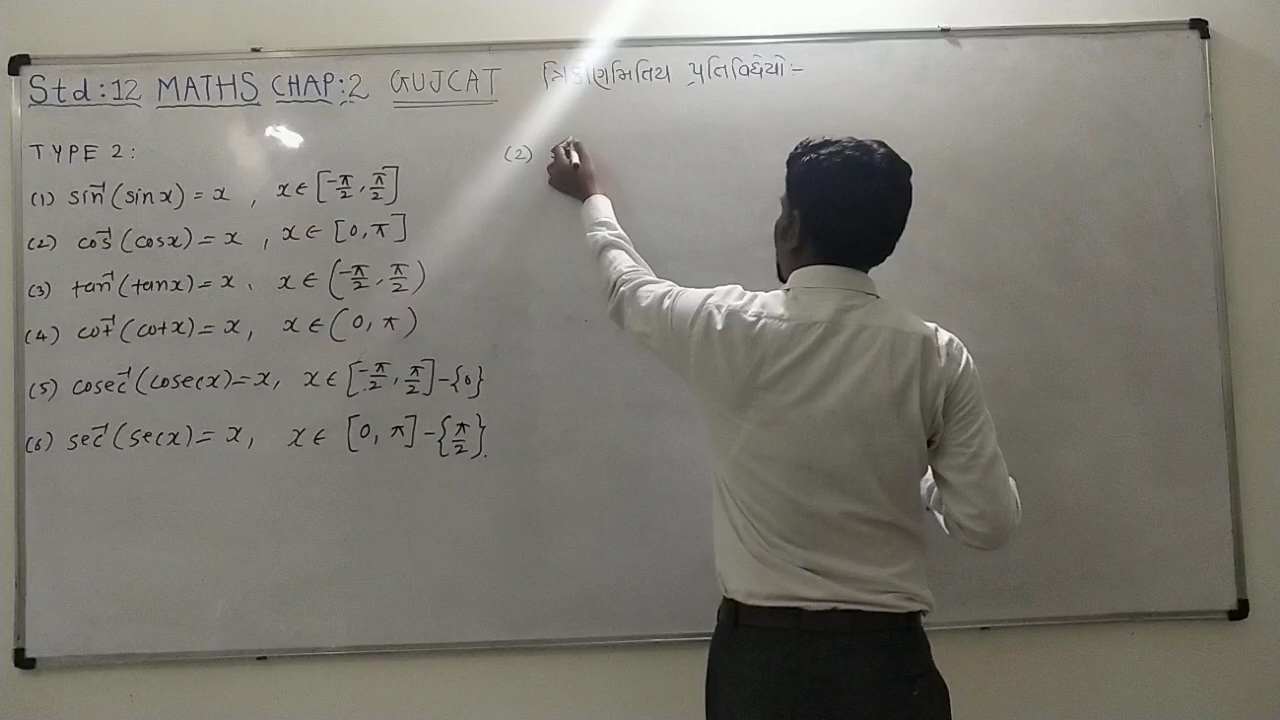 Std:12 MATHS CHAP:2 GUJCAT ત્રિકોણમિતિય પ્રતિવિધેયો:-
TYPE 2:
(1) sin⁻¹(sinx) = x , x ∈ [-π/2, π/2]
(2) cos⁻¹(cosx) = x , x ∈ [0, π]
(3) tan⁻¹(tanx) = x, x ∈ (-π/2, π/2)
(4) cot⁻¹(cotx) = x, x ∈ (0, π)
(5) cosec⁻¹(cosecx) = x, x ∈ [-π/2, π/2] - {0}
(6) sec⁻¹(secx) = x, x ∈ [0, π] - {π/2}.
(2)